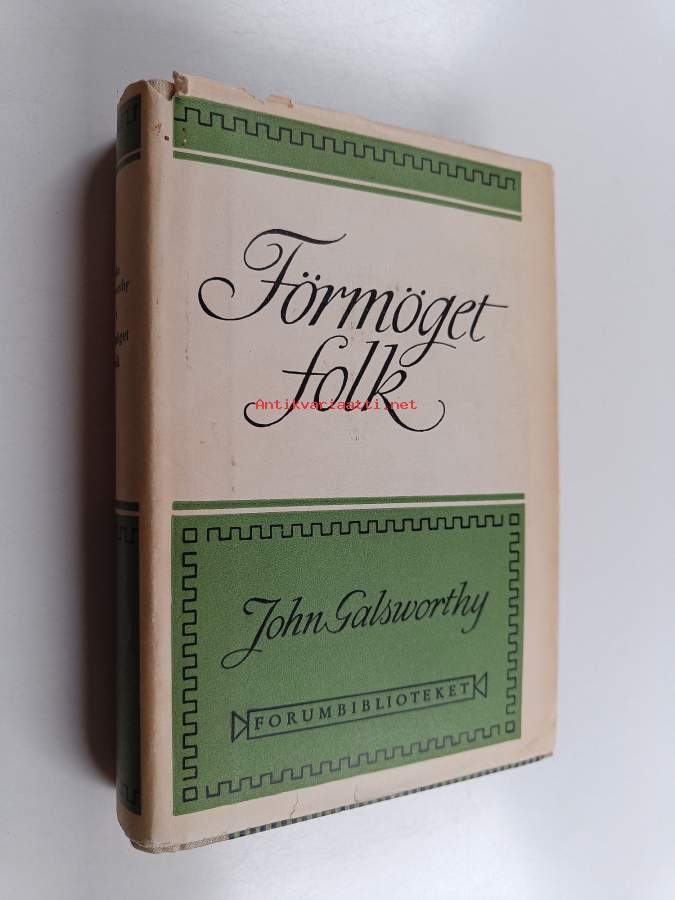 Förmöget
folk
Antikvariaatti.net
John Galsworthy
FORUMBIBLIOTEKET